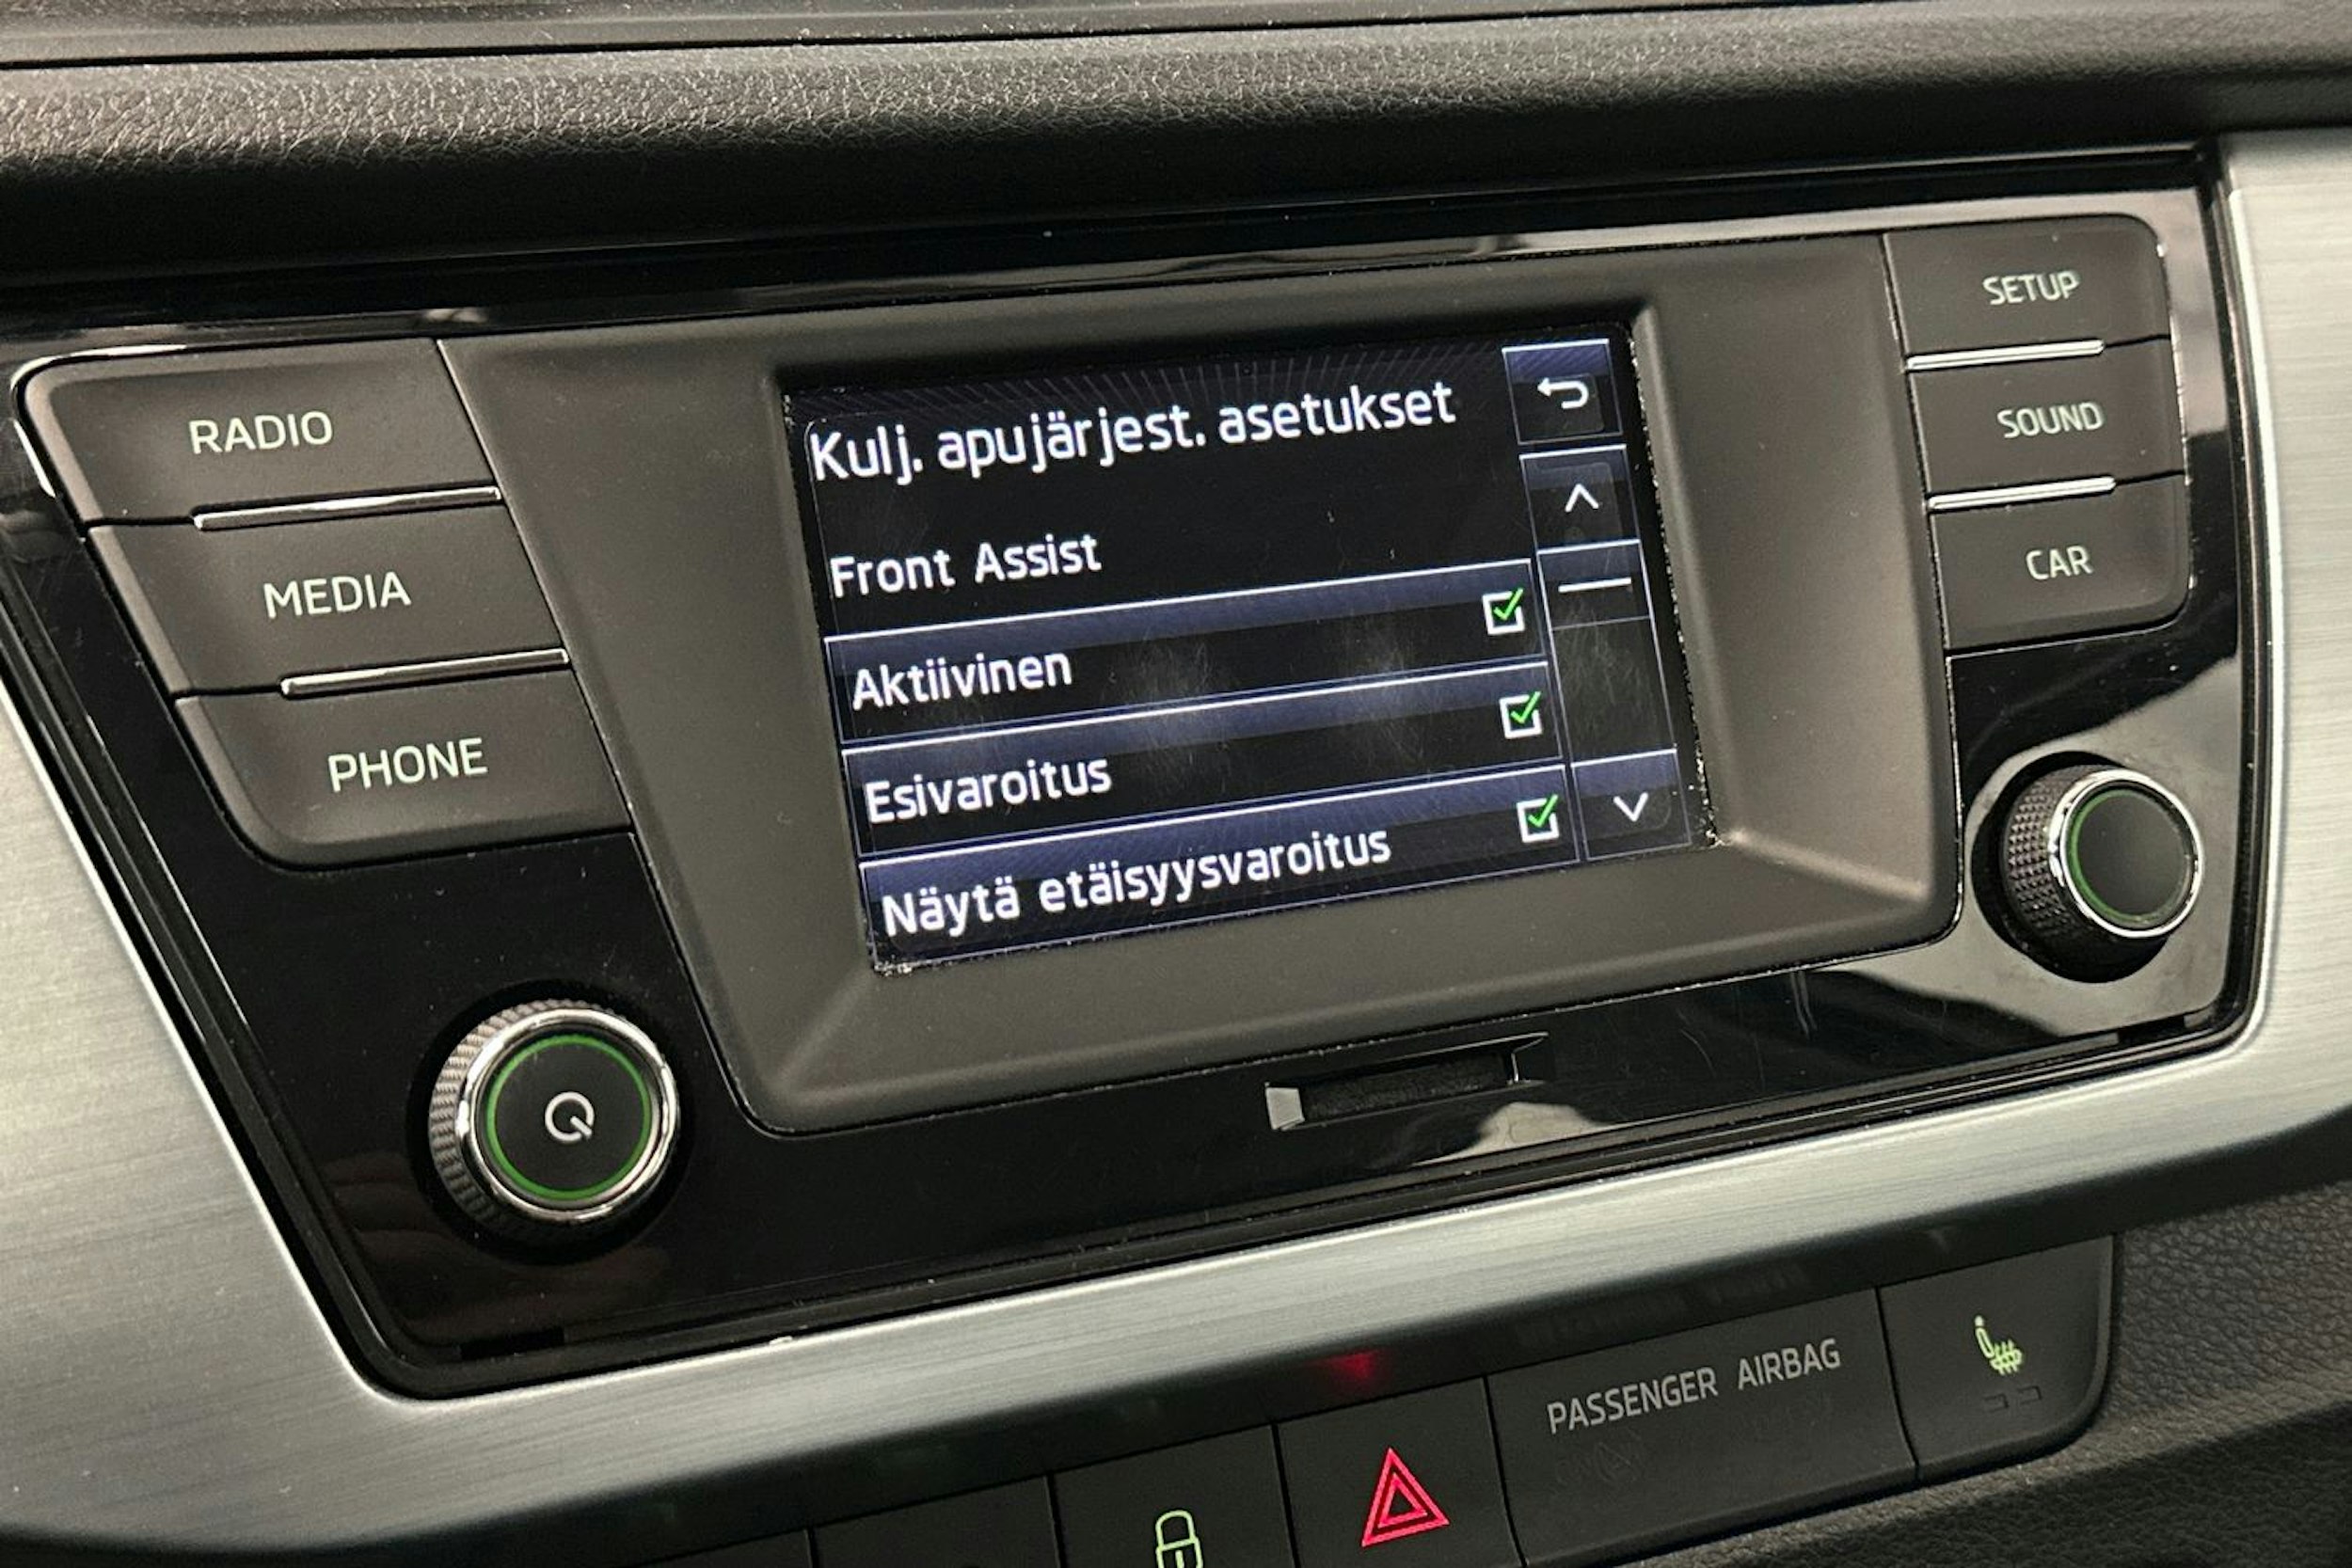 RADIO
MEDIA
PHONE
Kulj. apujärjest. asetukset
Front Assist
Aktiivinen
Esivaroitus
Näytä etäisyysvaroitus
SETUP
SOUND
CAR
PASSENGER AIRBAG